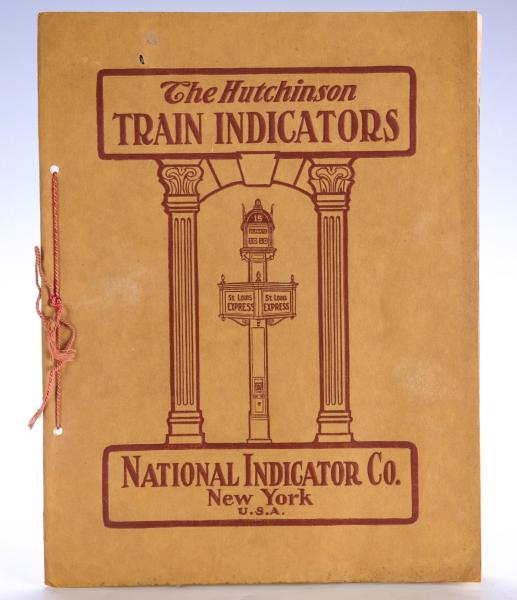 The Hutchinson
TRAIN INDICATORS
15
St. Louis
EXPRESS
St. Louis
EXPRESS
NATIONAL INDICATOR CO.
New York
U.S.A.